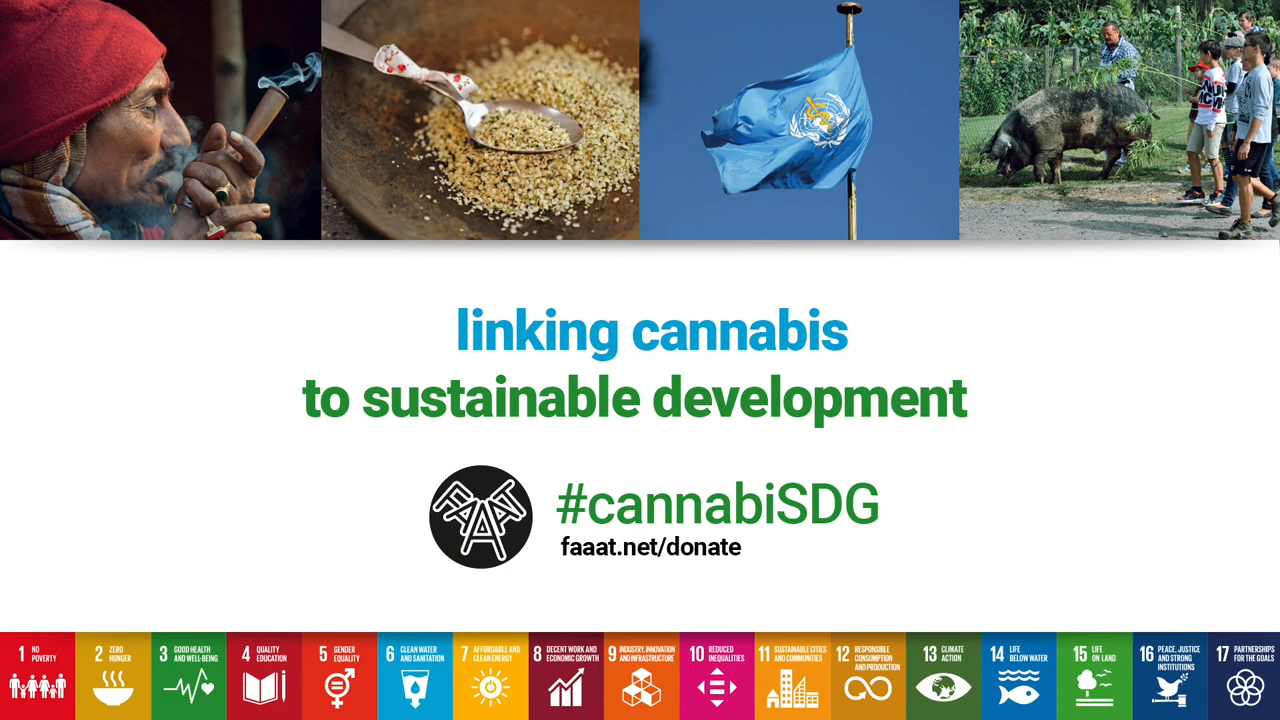 linking cannabis
to sustainable development
FAAAT
#cannabiSDG
faaat.net/donate
1 NO
POVERTY
2 ZERO
HUNGER
3 GOOD HEALTH
AND WELL-BEING
4 QUALITY
EDUCATION
5 GENDER
EQUALITY
6 CLEAN WATER
AND SANITATION
7 AFFORDABLE AND
CLEAN ENERGY
8 DECENT WORK AND
ECONOMIC GROWTH
9 INDUSTRY, INNOVATION
AND INFRASTRUCTURE
10 REDUCED
INEQUALITIES
11 SUSTAINABLE CITIES
AND COMMUNITIES
12 RESPONSIBLE
CONSUMPTION
AND PRODUCTION
13 CLIMATE
ACTION
14 LIFE
BELOW WATER
15 LIFE
ON LAND
16 PEACE, JUSTICE
AND STRONG
INSTITUTIONS
17 PARTNERSHIPS
FOR THE GOALS